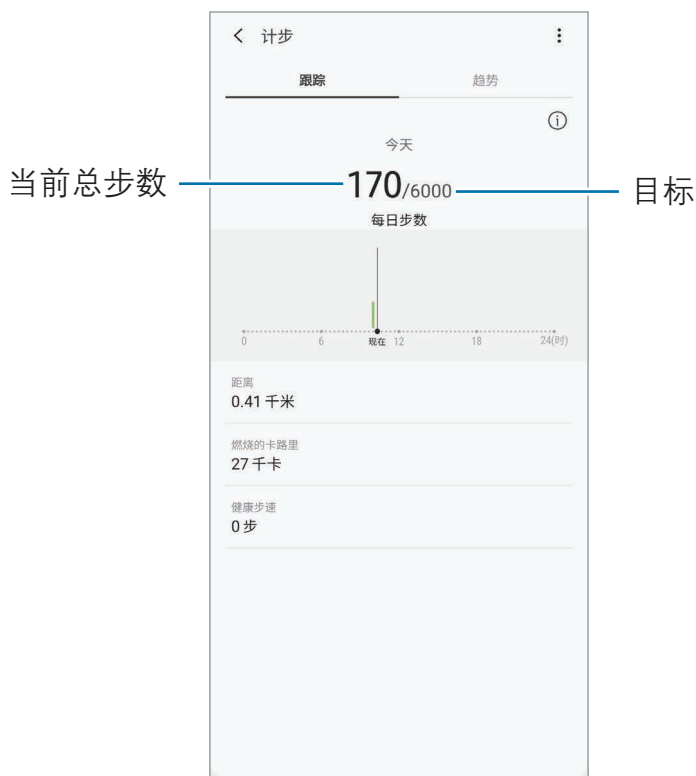 计步
跟踪 趋势
今天
当前总步数 170/6000 目标
每日步数
0 6 现在 12 18 24(时)
距离
0.41 千米
燃烧的卡路里
27 千卡
健康步速
0 步